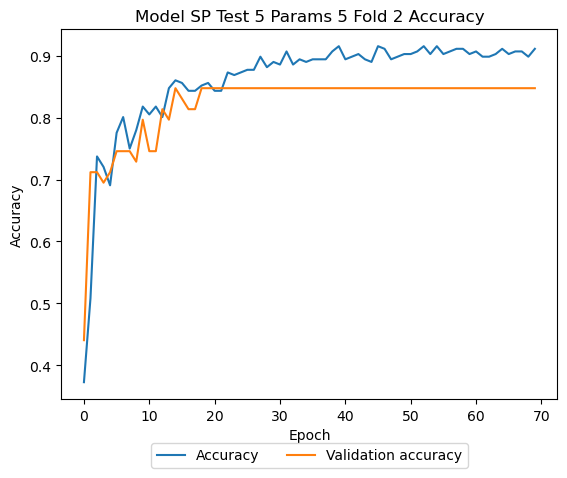 Model SP Test 5 Params 5 Fold 2 Accuracy
0.9
0.8
0.7
0.6
0.5
0.4
Accuracy
0 10 20 30 40 50 60 70
Epoch
Accuracy Validation accuracy